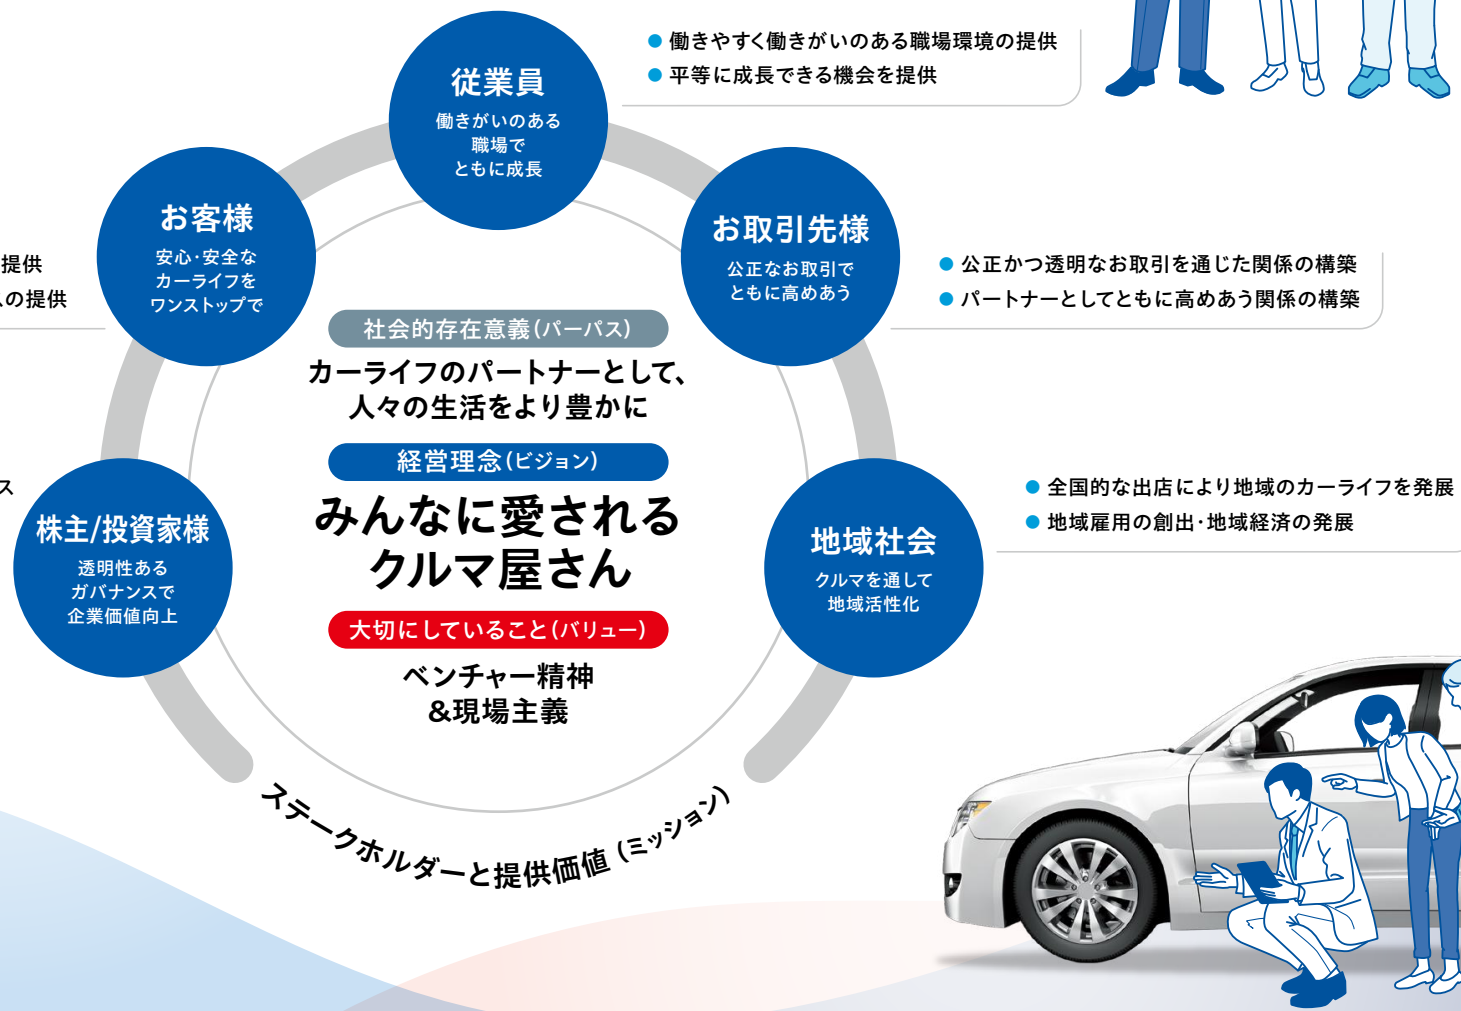 従業員
働きがいのある
職場で
ともに成長
働きやすく働きがいのある職場環境の提供
平等に成長できる機会を提供
お客様
安心・安全な
カーライフを
ワンストップで
提供
の提供
お取引先様
公正なお取引で
ともに高めあう
公正かつ透明なお取引を通じた関係の構築
パートナーとしてともに高めあう関係の構築
社会的存在意義(パーパス)
カーライフのパートナーとして、
人々の生活をより豊かに
経営理念(ビジョン)
みんなに愛される
クルマ屋さん
大切にしていること(バリュー)
ベンチャー精神
&現場主義
ス
株主/投資家様
透明性ある
ガバナンスで
企業価値向上
地域社会
クルマを通して
地域活性化
全国的な出店により地域のカーライフを発展
地域雇用の創出・地域経済の発展
ステークホルダーと提供価値(ミッション)